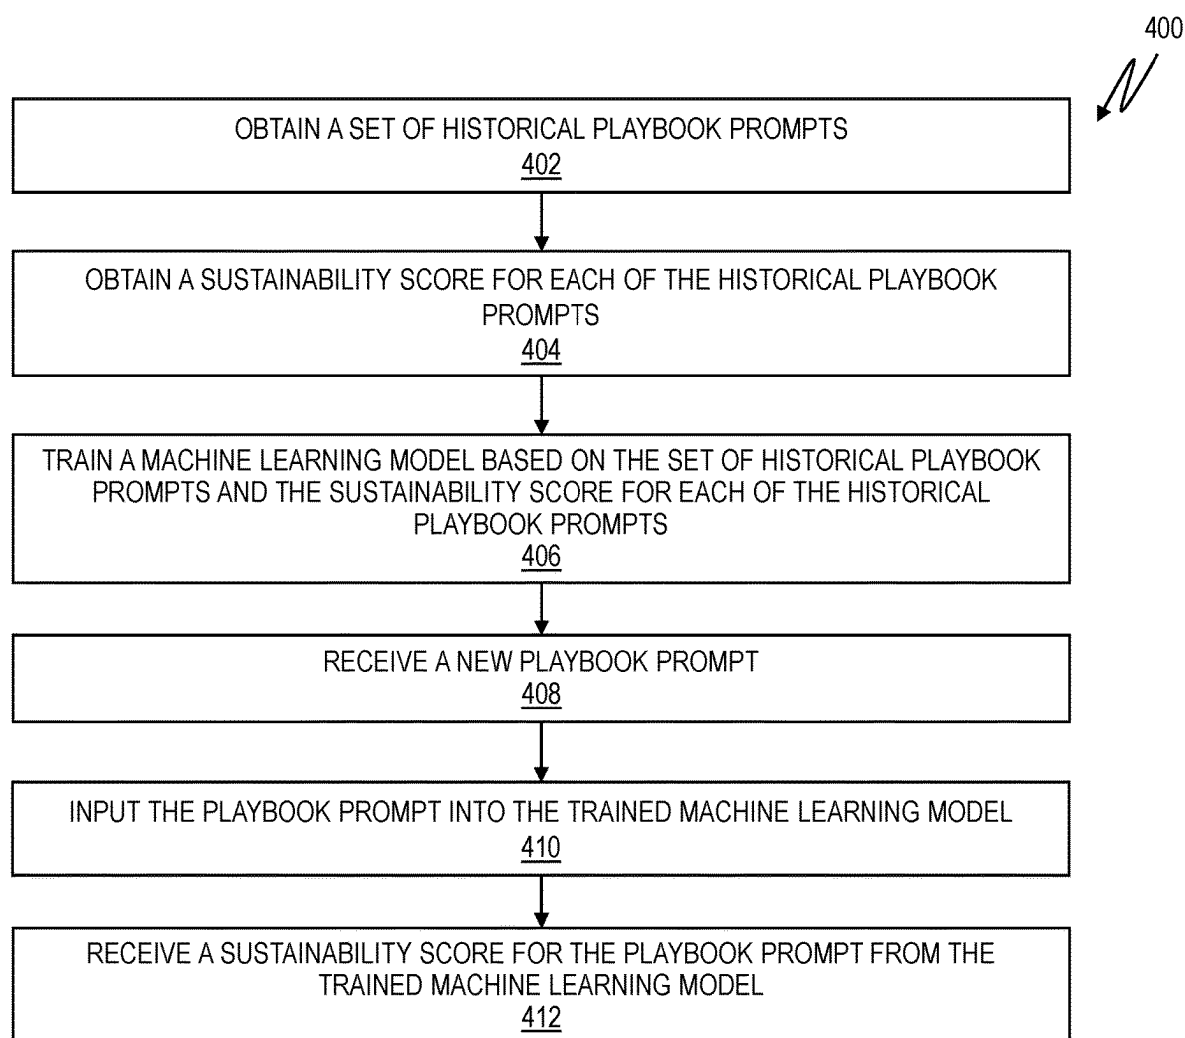 400
OBTAIN A SET OF HISTORICAL PLAYBOOK PROMPTS
402
OBTAIN A SUSTAINABILITY SCORE FOR EACH OF THE HISTORICAL PLAYBOOK
PROMPTS
404
TRAIN A MACHINE LEARNING MODEL BASED ON THE SET OF HISTORICAL PLAYBOOK
PROMPTS AND THE SUSTAINABILITY SCORE FOR EACH OF THE HISTORICAL
PLAYBOOK PROMPTS
406
RECEIVE A NEW PLAYBOOK PROMPT
408
INPUT THE PLAYBOOK PROMPT INTO THE TRAINED MACHINE LEARNING MODEL
410
RECEIVE A SUSTAINABILITY SCORE FOR THE PLAYBOOK PROMPT FROM THE
TRAINED MACHINE LEARNING MODEL
412